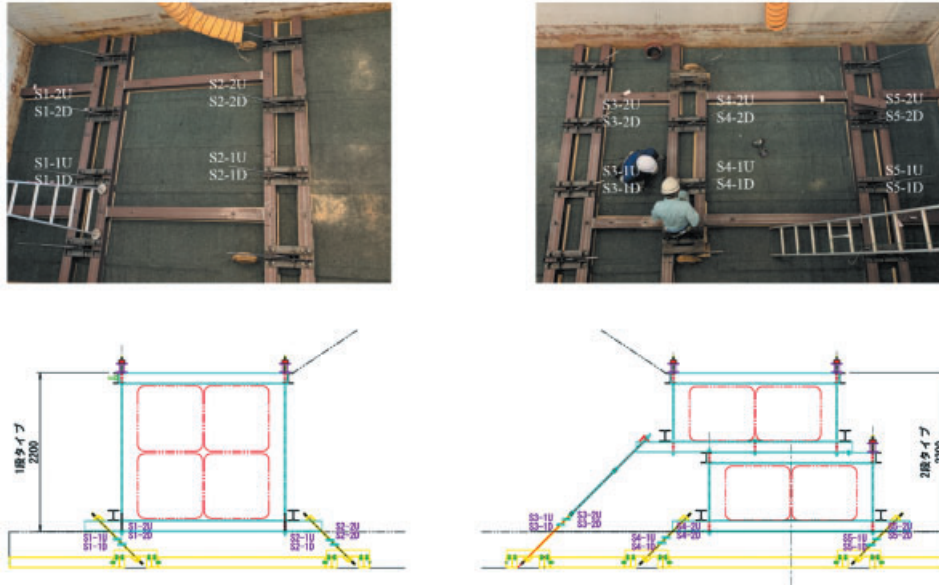 S1-2U
S1-2D
S1-1U
S1-1D
S2-2U
S2-2D
S2-1U
S2-1D
S3-2U
S3-2D
S3-1U
S3-1D
S4-2U
S4-2D
S4-1U
S4-1D
S5-2U
S5-2D
S5-1U
S5-1D
1段タイプ
2200
S1-2U
S1-2D
S1-1U
S1-1D
S2-2U
S2-2D
S2-1U
S2-1D
2段タイプ
S3-1U
S3-1D
S3-2U
S3-2D
S4-2U
S4-2D
S4-1U
S4-1D
S5-2U
S5-2D
S5-1U
S5-1D